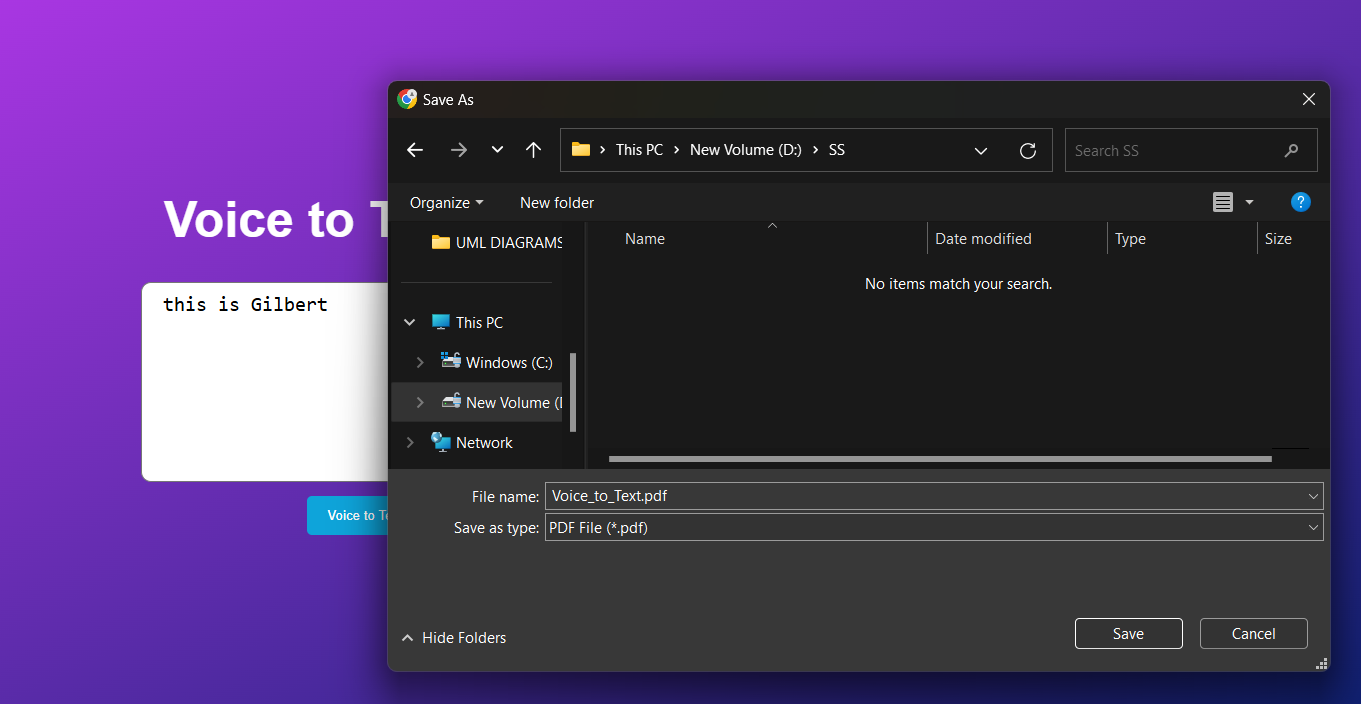 Save As
This PC
New Volume (D:)
SS
Search SS
Organize
New folder
?
Voice to
UML DIAGRAMS
Name
Date modified
Type
Size
No items match your search.
this is Gilbert
This PC
Windows (C:)
New Volume (
Network
File name: Voice_to_Text.pdf
Voice to Te
Save as type: PDF File (*.pdf)
Hide Folders
Save
Cancel